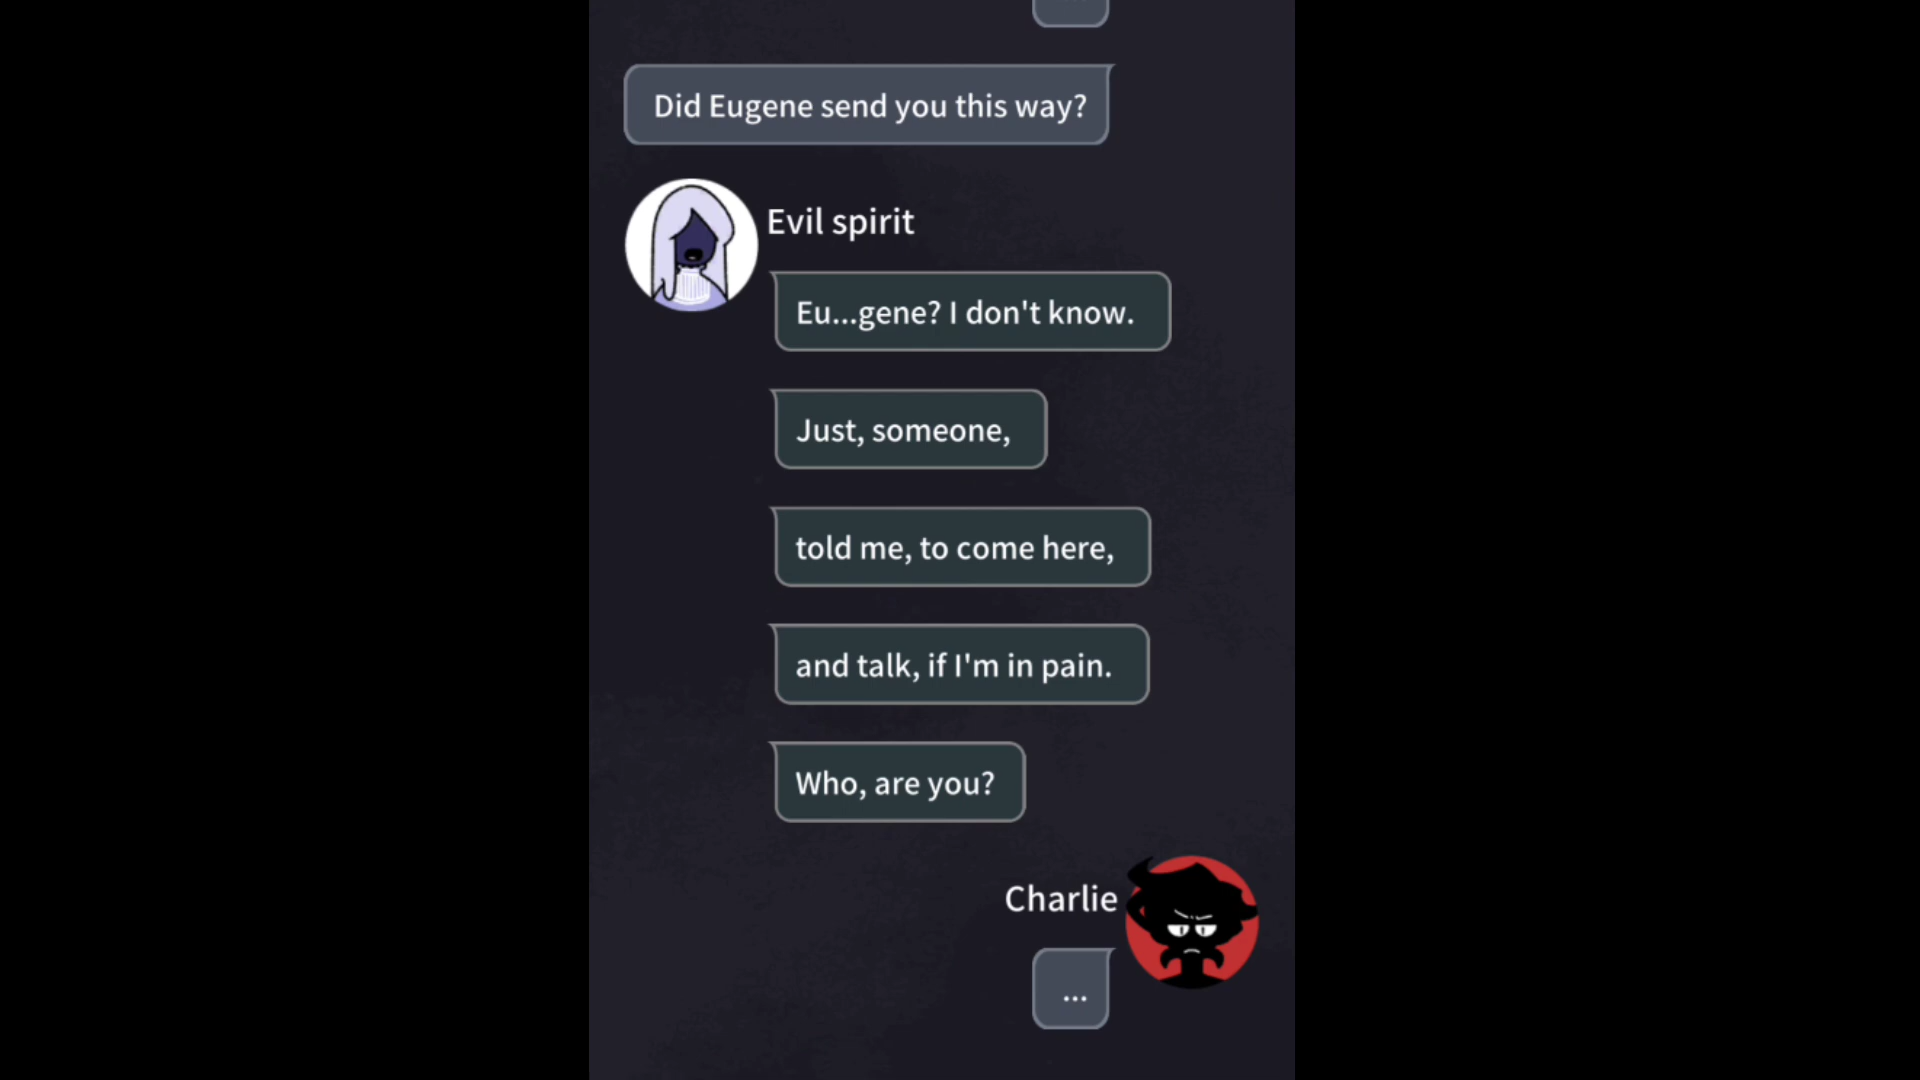 Did Eugene send you this way?
Evil spirit
Eu...gene? I don't know.
Just, someone,
told me, to come here,
and talk, if I'm in pain.
Who, are you?
Charlie
...